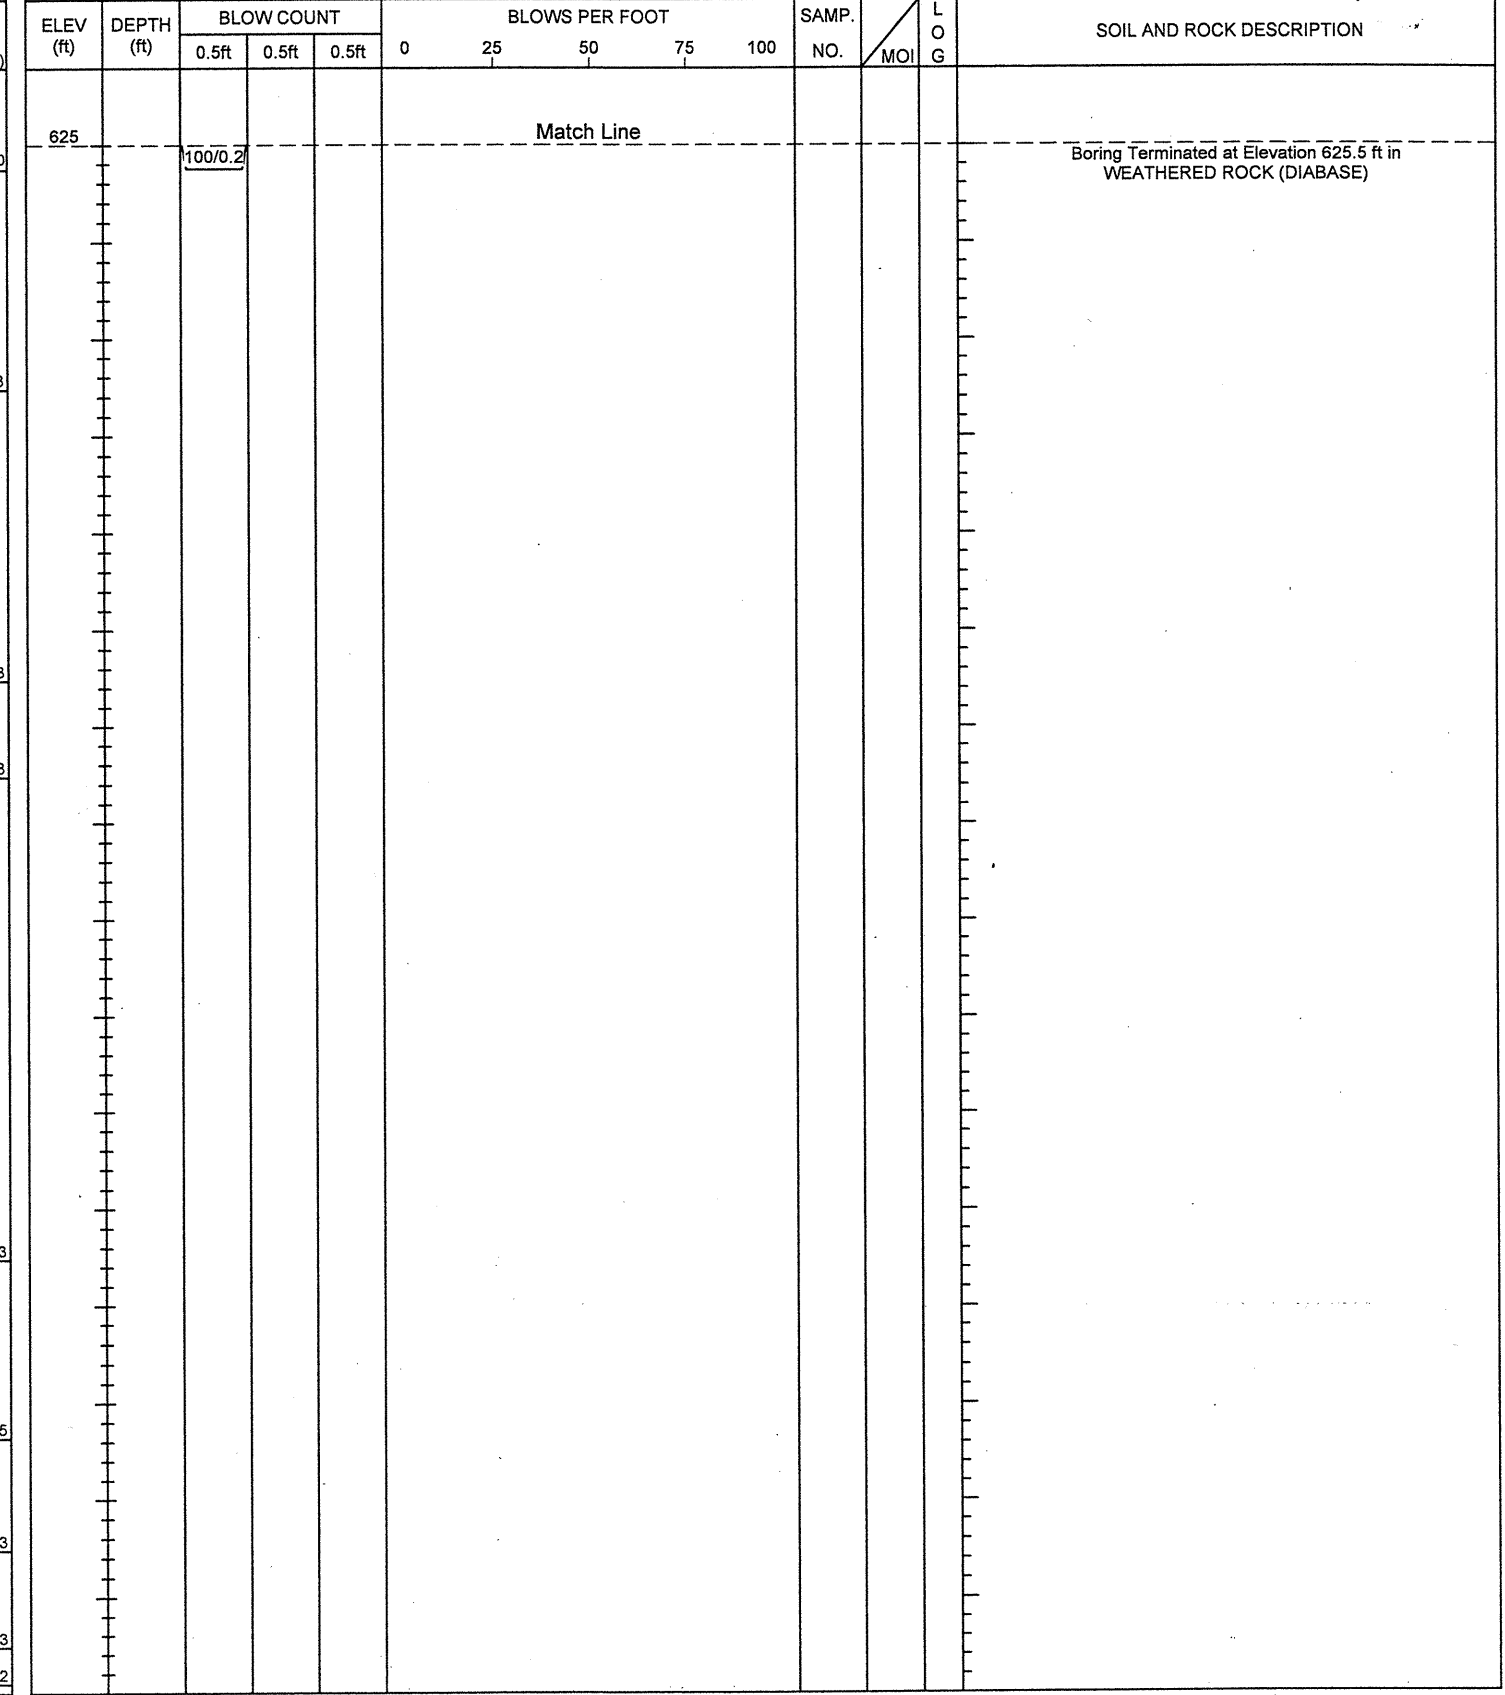 ELEV (ft) DEPTH (ft) BLOW COUNT BLOWS PER FOOT SAMP. NO. MOI LOG SOIL AND ROCK DESCRIPTION
0.5ft 0.5ft 0.5ft 0 25 50 75 100
625 Match Line
100/0.2 Boring Terminated at Elevation 625.5 ft in
WEATHERED ROCK (DIABASE)